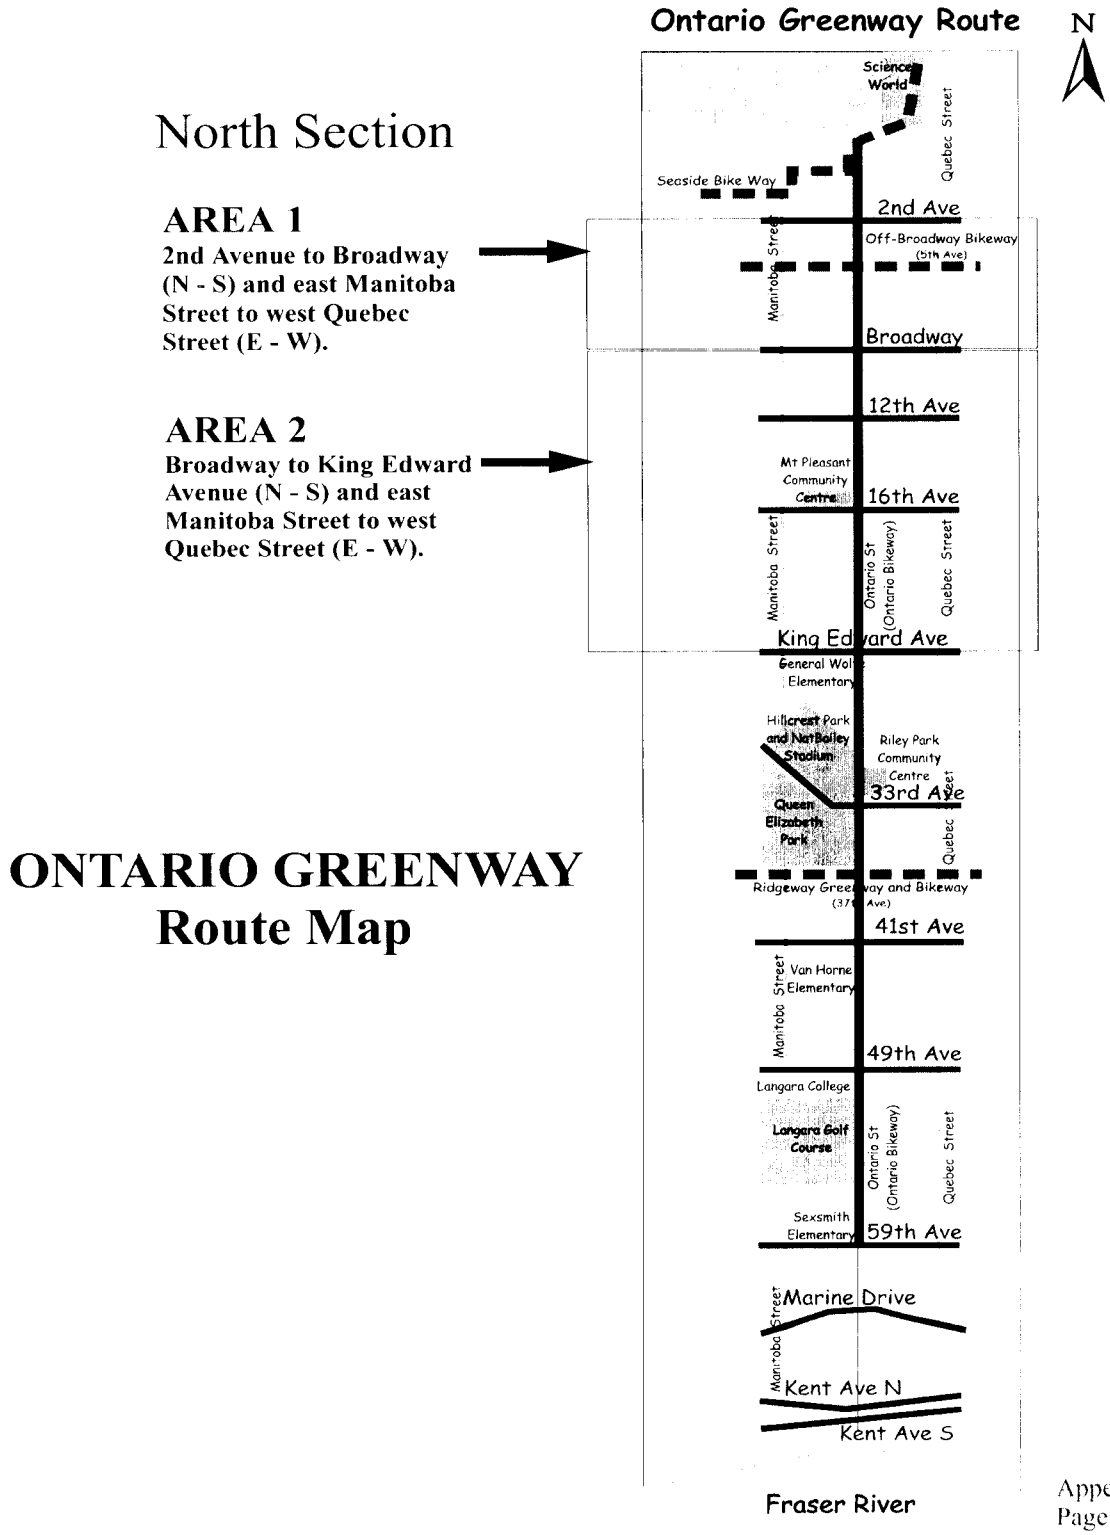 Ontario Greenway Route
N
Science
World
Quebec Street
North Section
Seaside Bike Way
AREA 1
2nd Avenue to Broadway
(N - S) and east Manitoba
Street to west Quebec
Street (E - W).
2nd Ave
Manitoba Street
Off-Broadway Bikeway
(5th Ave)
Broadway
12th Ave
AREA 2
Broadway to King Edward
Avenue (N - S) and east
Manitoba Street to west
Quebec Street (E - W).
Mt Pleasant
Community
Centre
16th Ave
Manitoba Street
Ontario St
(Ontario Bikeway)
Quebec Street
King Edward Ave
General Wolfe
Elementary
Hillcrest Park
and Nat Bailey
Stadium
Riley Park
Community
Centre
33rd Ave
Queen
Elizabeth
Park
Quebec Street
ONTARIO GREENWAY
Route Map
Ridgeway Greenway and Bikeway
(37th Ave)
41st Ave
Manitoba Street
Van Horne
Elementary
49th Ave
Langara College
Langara Golf
Course
Ontario St
(Ontario Bikeway)
Quebec Street
Sexsmith
Elementary
59th Ave
Manitoba Street
Marine Drive
Kent Ave N
Kent Ave S
Fraser River
Appe
Page